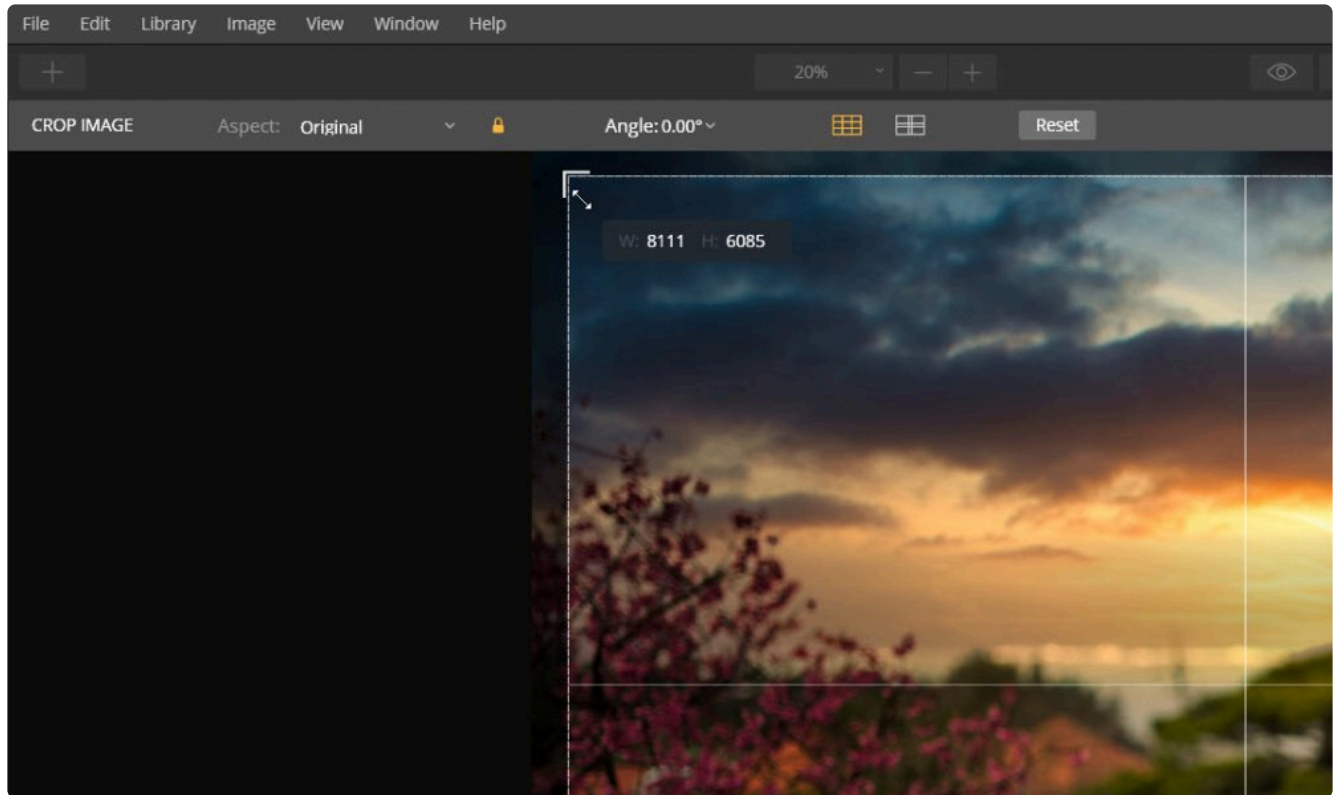 File Edit Library Image View Window Help
20%
CROP IMAGE Aspect: Original Angle: 0.00° Reset
W: 8111 H: 6085